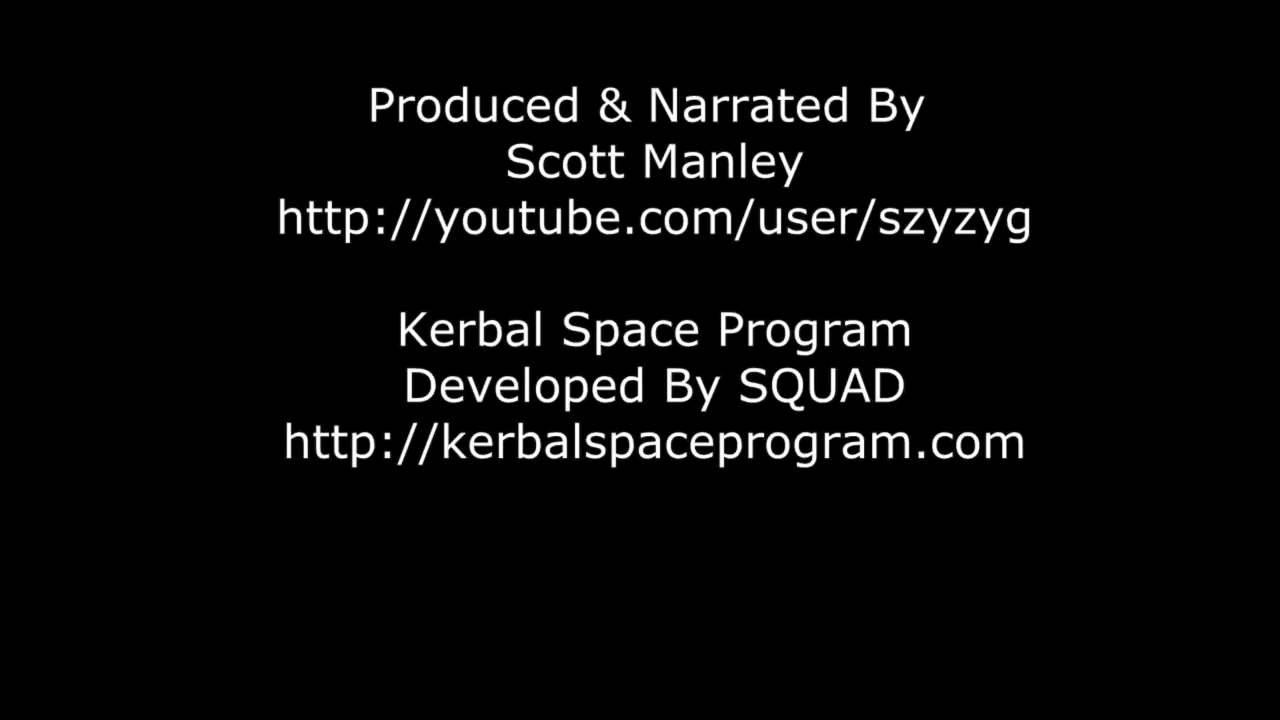 Produced & Narrated By
Scott Manley
http://youtube.com/user/szyzyg
Kerbal Space Program
Developed By SQUAD
http://kerbalspaceprogram.com